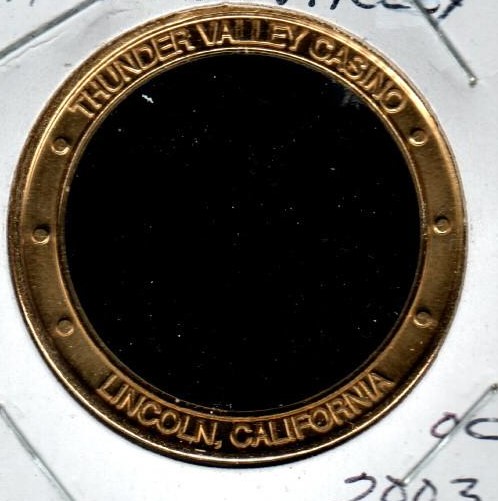 THUNDER VALLEY CASINO
LINCOLN, CALIFORNIA
2003